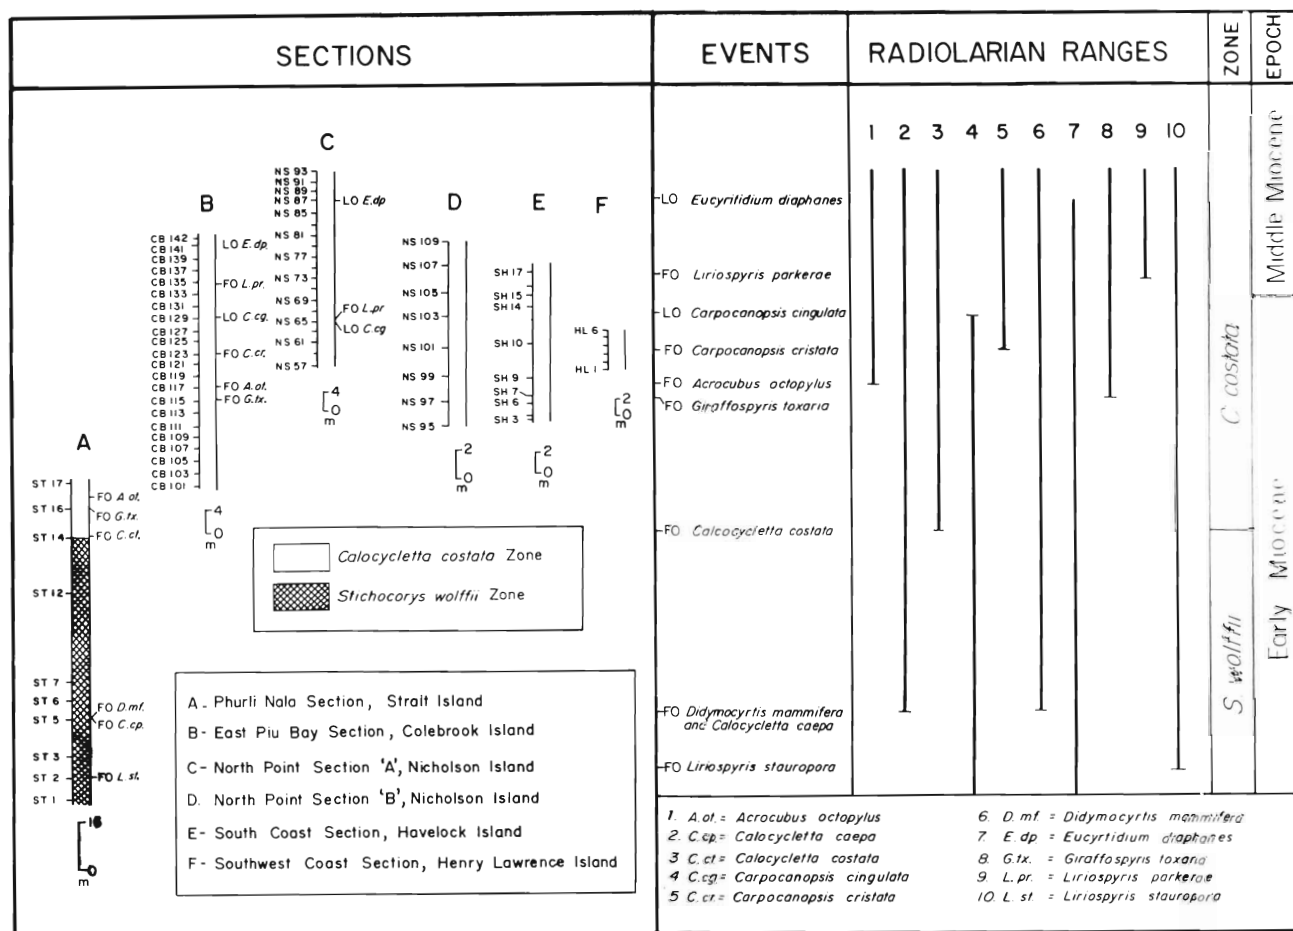 SECTIONS
EVENTS
RADIOLARIAN RANGES
ZONE
EPOCH
A
ST 17
ST 16
ST 14
ST 12
ST 7
ST 6
ST 5
ST 3
ST 2
ST 1
FO A ot.
FO G.tx.
FO C.ct.
FO D.mf.
FO C.cp.
FO L.st.
16
0
m
B
CB 142
CB 141
CB 139
CB 137
CB 135
CB 133
CB 131
CB 129
CB 127
CB 125
CB 123
CB 121
CB 119
CB 117
CB 115
CB 113
CB 111
CB 109
CB 107
CB 105
CB 103
CB 101
LO E.dp.
FO L.pr.
LO C.cg.
FO C.cr.
FO A.ot.
FO G.tx.
4
0
m
C
NS 93
NS 91
NS 89
NS 87
NS 85
NS 81
NS 77
NS 73
NS 69
NS 65
NS 61
NS 57
LO E.dp
FO L.pr
LO C.cg
4
0
m
D
NS 109
NS 107
NS 105
NS 103
NS 101
NS 99
NS 97
NS 95
2
0
m
E
SH 17
SH 15
SH 14
SH 10
SH 9
SH 7
SH 6
SH 3
2
0
m
F
HL 6
HL 1
2
0
m
Calocycletta costata Zone
Stichocorys wolffii Zone
A - Phurli Nala Section, Strait Island
B - East Piu Bay Section, Colebrook Island
C - North Point Section 'A', Nicholson Island
D. North Point Section 'B', Nicholson Island
E - South Coast Section, Havelock Island
F - Southwest Coast Section, Henry Lawrence Island
LO Eucyritidium diaphanes
FO Liriospyris parkerae
LO Carpocanopsis cingulata
FO Carpocanopsis cristata
FO Acrocubus octopylus
FO Giraffospyris toxaria
FO Calcocycletta costata
FO Didymocyrtis mammifera
and Calocycletta caepa
FO Liriospyris stauropora
1 2 3 4 5 6 7 8 9 10
C costata
S. wolffii
Middle Miocene
Early Miocene
1. A.ot. = Acrocubus octopylus
2 C.cp. = Calocycletta caepa
3 C.ct = Calocycletta costata
4 C.cg = Carpocanopsis cingulata
5 C.cr. = Carpocanopsis cristata
6. D. mf. = Didymocyrtis mammifera
7. E. dp = Eucyrtidium diaphanes
8 G.tx. = Giraffospyris toxaria
9. L. pr. = Liriospyris parkerae
10. L. st. = Liriospyris stauropora